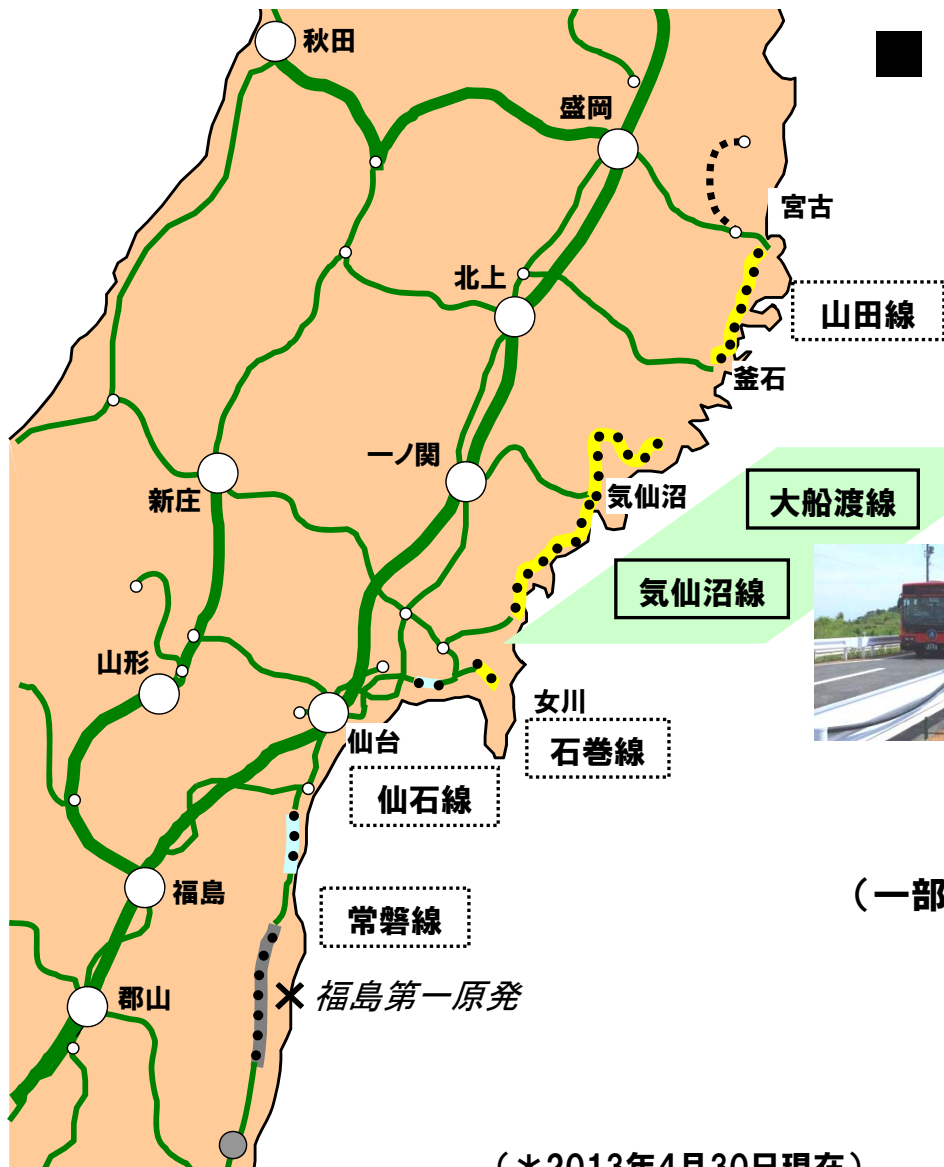 秋田
盛岡
宮古
北上
山田線
釜石
一ノ関
新庄
気仙沼
大船渡線
気仙沼線
山形
女川
仙台
石巻線
仙石線
福島
(一部
常磐線
郡山
福島第一原発
(*2013年4月30日現在)